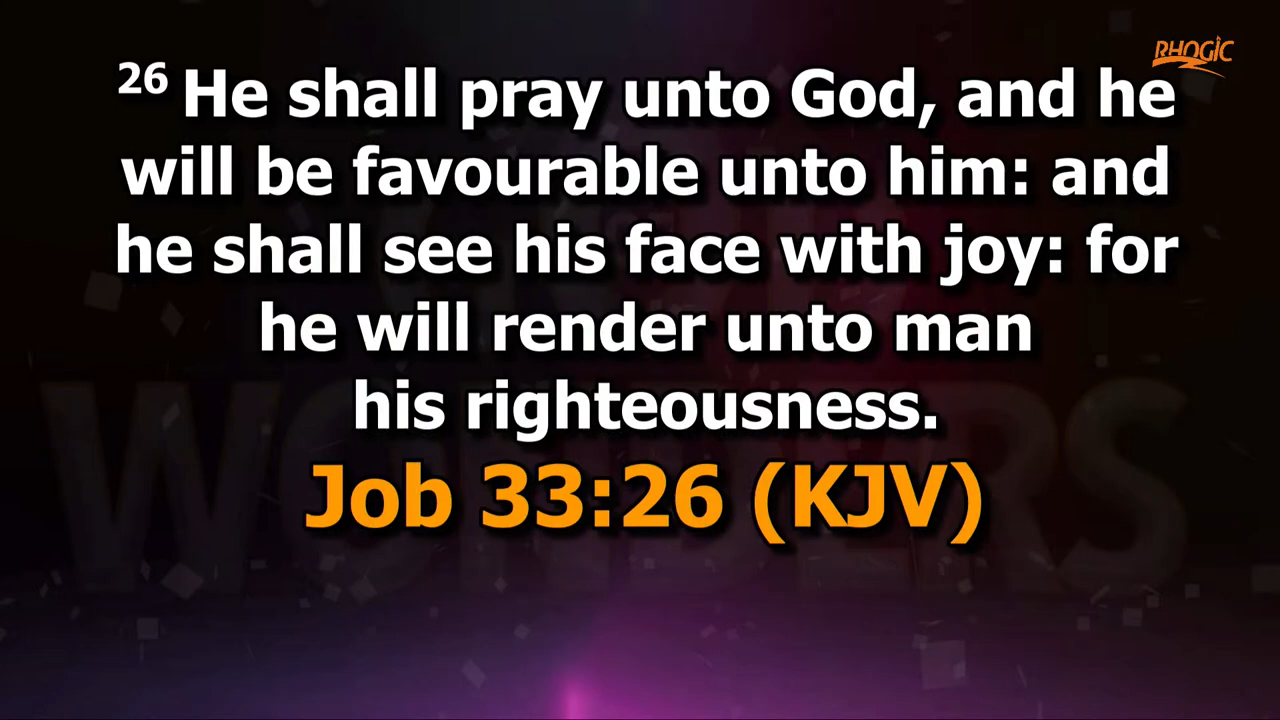 RHOGIC
26 He shall pray unto God, and he
will be favourable unto him: and
he shall see his face with joy: for
he will render unto man
his righteousness.
Job 33:26 (KJV)
WONDERS